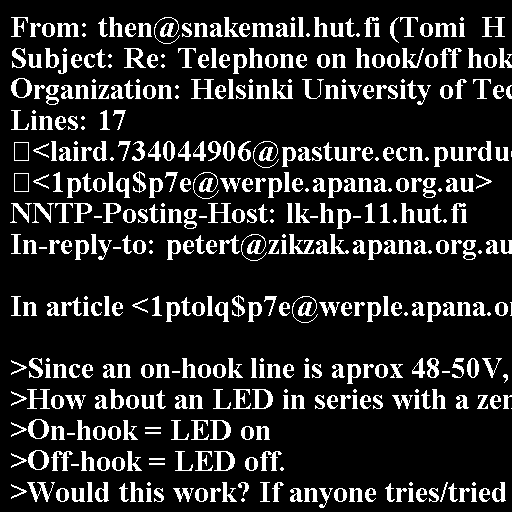 From: then@snakemail.hut.fi (Tomi H
Subject: Re: Telephone on hook/off hok
Organization: Helsinki University of Tec
Lines: 17
<laird.734044906@pasture.ecn.purdu
<1ptolq$p7e@werple.apana.org.au>
NNTP-Posting-Host: lk-hp-11.hut.fi
In-reply-to: petert@zikzak.apana.org.au
In article <1ptolq$p7e@werple.apana.o
>Since an on-hook line is aprox 48-50V,
>How about an LED in series with a zen
>On-hook = LED on
>Off-hook = LED off.
>Would this work? If anyone tries/tried